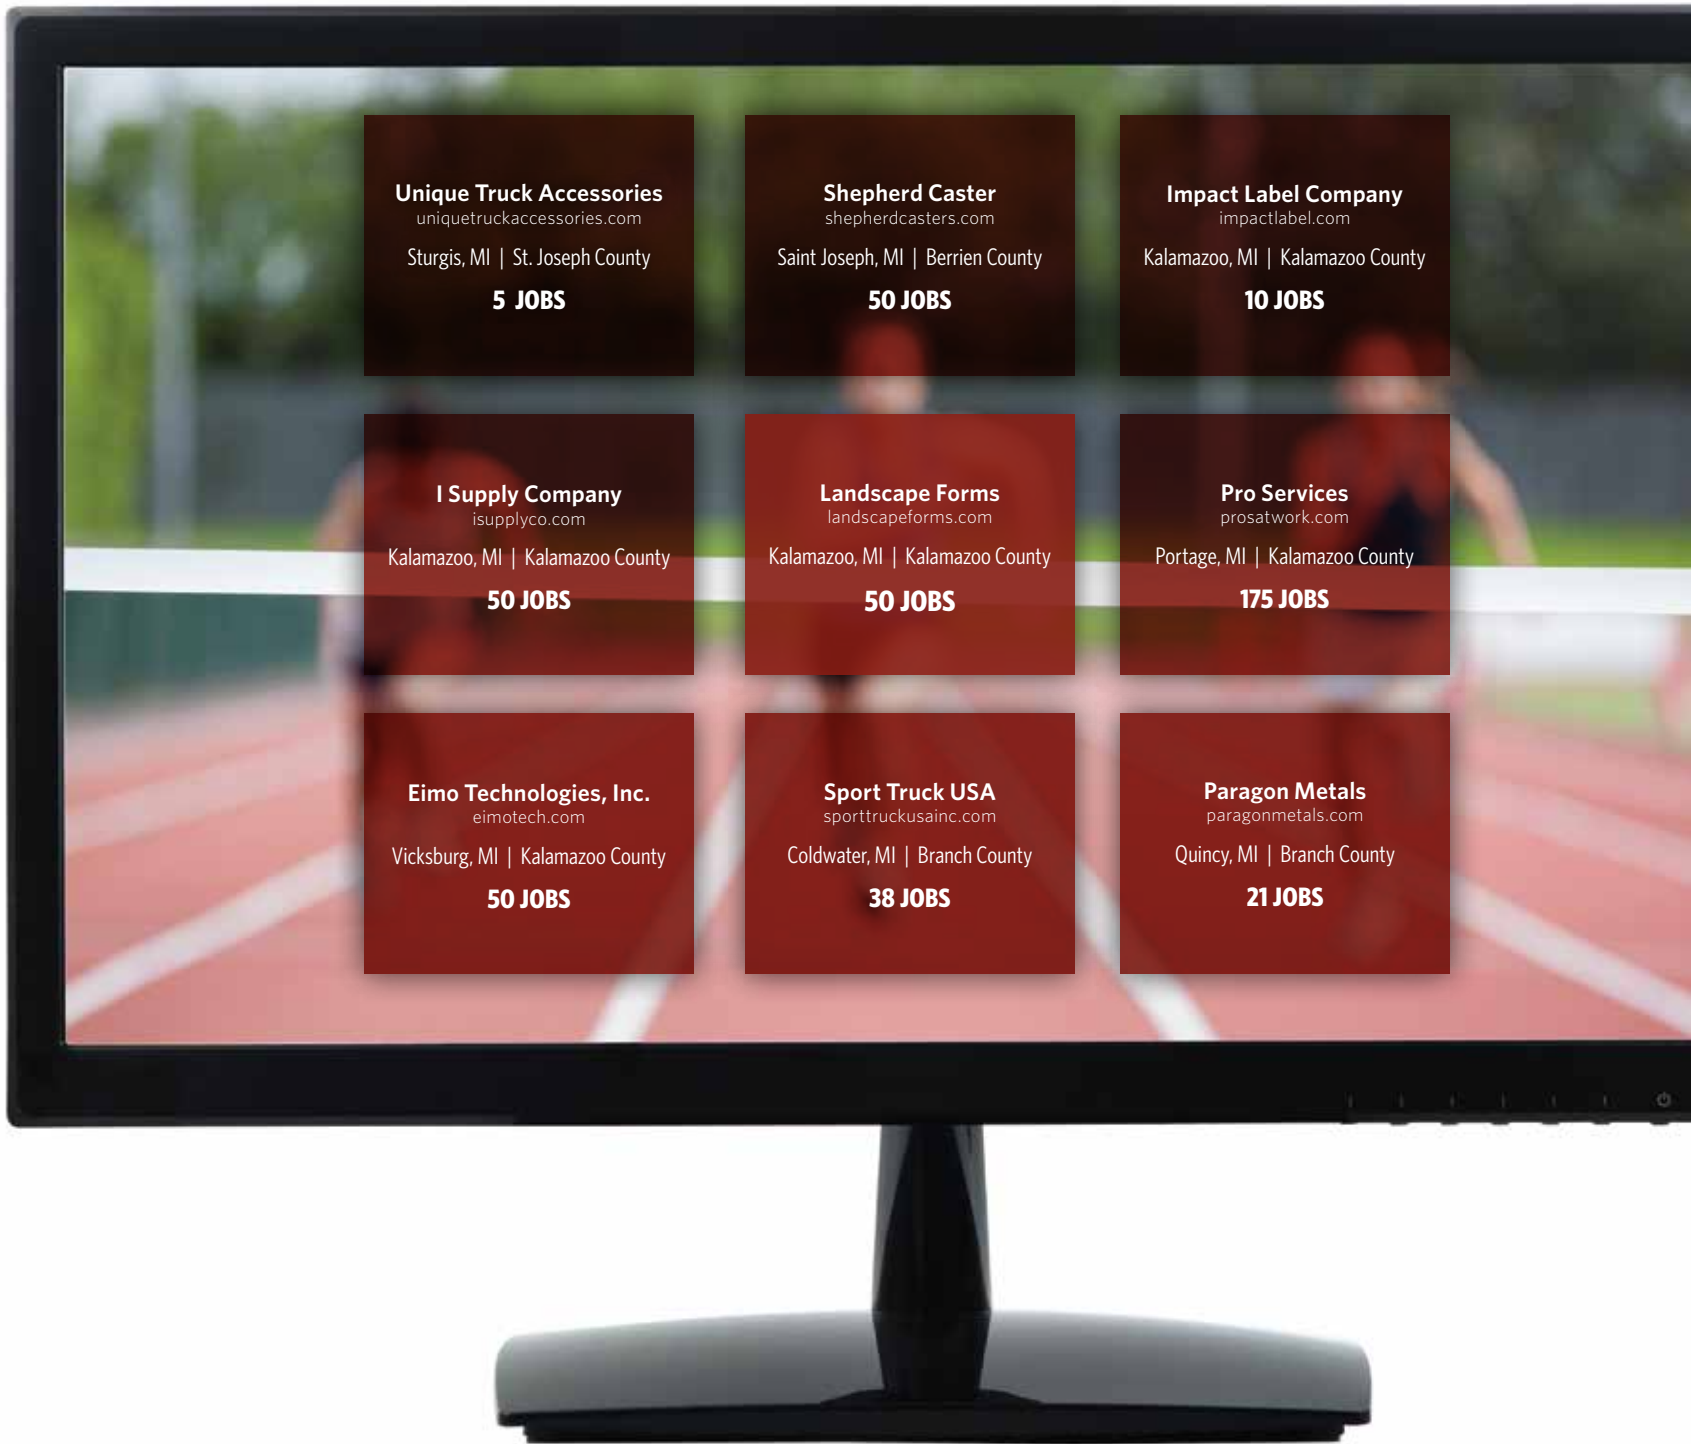 Unique Truck Accessories
uniquetruckaccessories.com
Sturgis, MI | St. Joseph County
5 JOBS
Shepherd Caster
shepherdcasters.com
Saint Joseph, MI | Berrien County
50 JOBS
Impact Label Company
impactlabel.com
Kalamazoo, MI | Kalamazoo County
10 JOBS
I Supply Company
isupplyco.com
Kalamazoo, MI | Kalamazoo County
50 JOBS
Landscape Forms
landscapeforms.com
Kalamazoo, MI | Kalamazoo County
50 JOBS
Pro Services
prosatwork.com
Portage, MI | Kalamazoo County
175 JOBS
Eimo Technologies, Inc.
eimotech.com
Vicksburg, MI | Kalamazoo County
50 JOBS
Sport Truck USA
sporttruckusainc.com
Coldwater, MI | Branch County
38 JOBS
Paragon Metals
paragonmetals.com
Quincy, MI | Branch County
21 JOBS